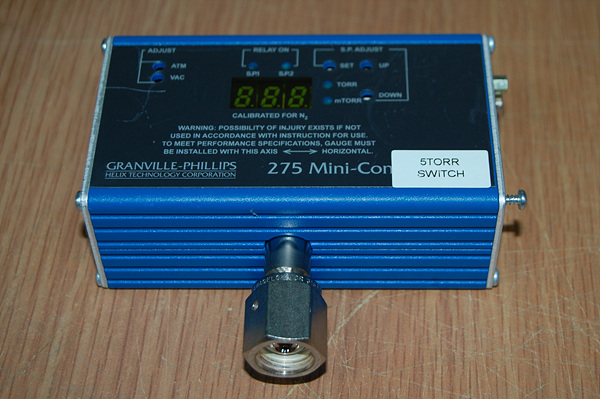 ADJUST
ATM
VAC
RELAY ON
S.P.1 S.P.2
S.P. ADJUST
SET UP
TORR
mTORR
DOWN
8.8.8
CALIBRATED FOR N₂
WARNING: POSSIBILITY OF INJURY EXISTS IF NOT
USED IN ACCORDANCE WITH INSTRUCTION FOR USE.
TO MEET PERFORMANCE SPECIFICATIONS, GAUGE MUST
BE INSTALLED WITH THIS AXIS ⟷ HORIZONTAL.
GRANVILLE-PHILLIPS
HELIX TECHNOLOGY CORPORATION
275 Mini-Con
5TORR
SWITCH